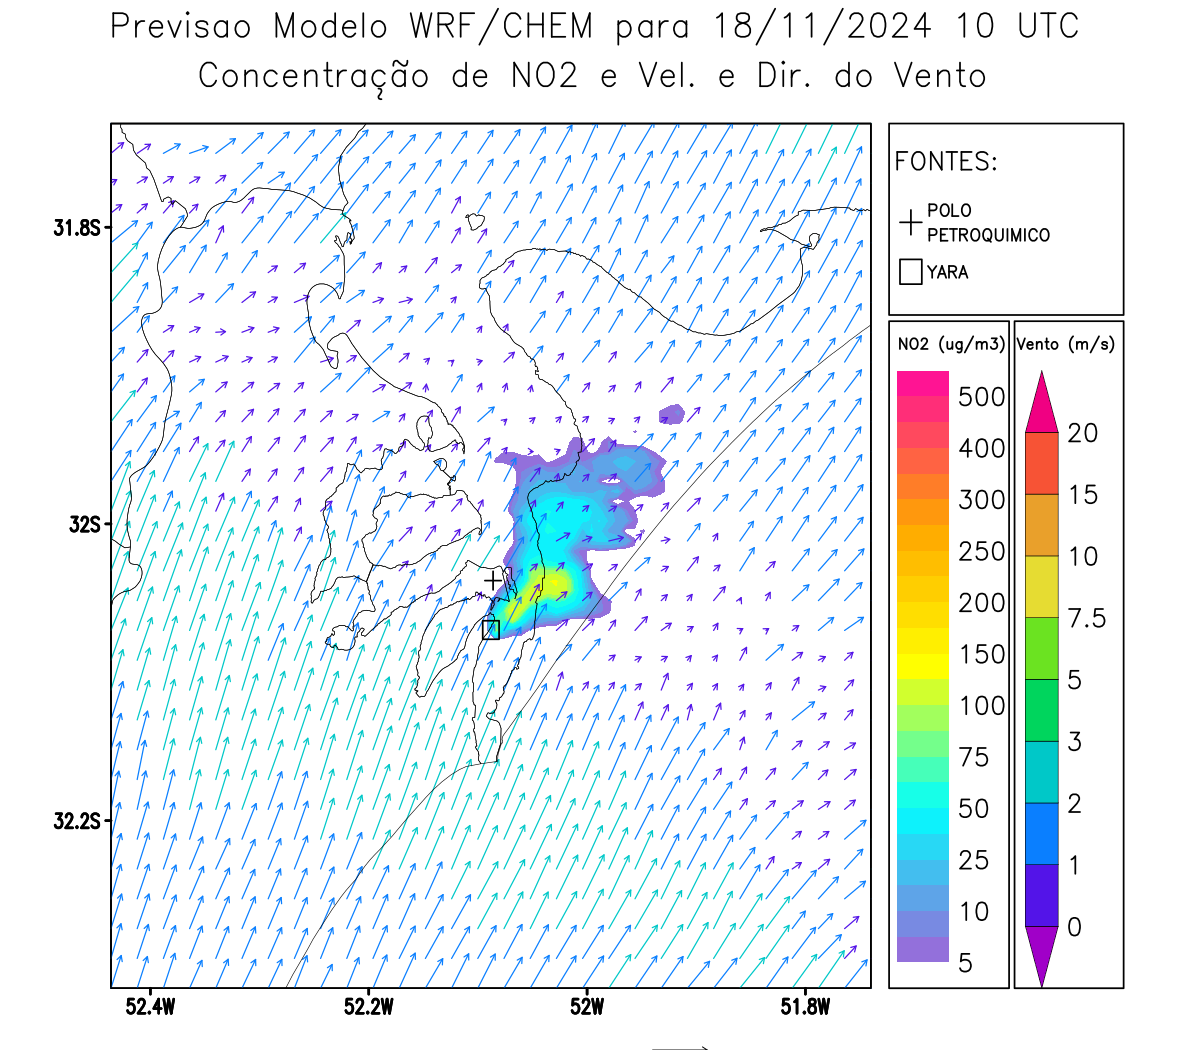 Previsao Modelo WRF/CHEM para 18/11/2024 10 UTC
Concentração de NO2 e Vel. e Dir. do Vento
FONTES:
POLO
PETROQUIMICO
YARA
NO2 (ug/m3)
500
400
300
250
200
150
100
75
50
25
10
5
Vento (m/s)
20
15
10
7.5
5
3
2
1
0
31.8S
32S
32.2S
52.4W
52.2W
52W
51.8W